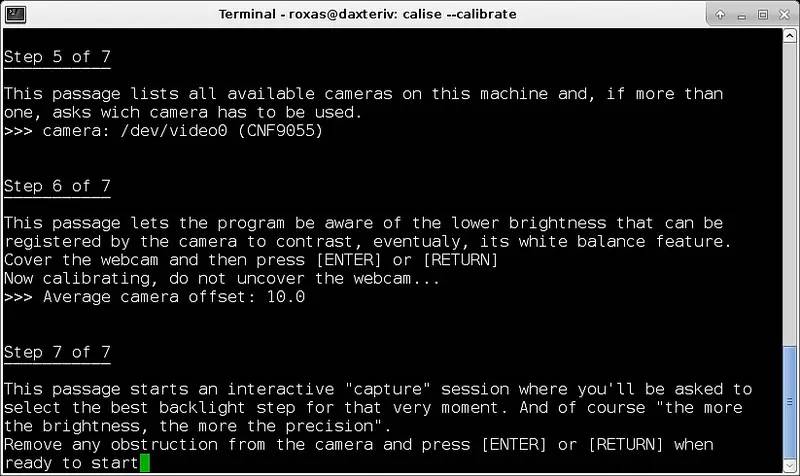 Terminal - roxas@daxteriv: calise --calibrate
Step 5 of 7
This passage lists all available cameras on this machine and, if more than
one, asks wich camera has to be used.
>>> camera: /dev/video0 (CNF9055)
Step 6 of 7
This passage lets the program be aware of the lower brightness that can be
registered by the camera to contrast, eventualy, its white balance feature.
Cover the webcam and then press [ENTER] or [RETURN]
Now calibrating, do not uncover the webcam...
>>> Average camera offset: 10.0
Step 7 of 7
This passage starts an interactive "capture" session where you'll be asked to
select the best backlight step for that very moment. And of course "the more
the brightness, the more the precision".
Remove any obstruction from the camera and press [ENTER] or [RETURN] when
ready to start